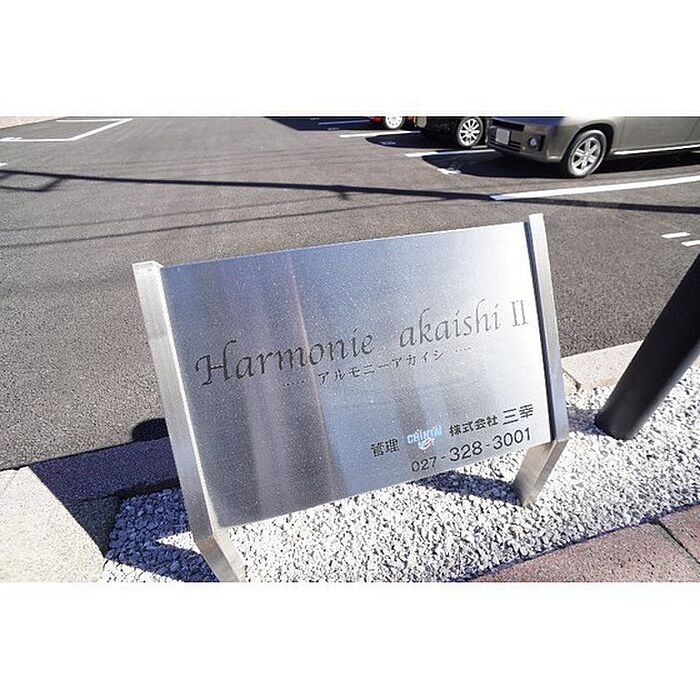 Harmonie akaishi II
アルモニーアカイシ
管理 CHINTAI 株式会社 三幸
027-328-3001